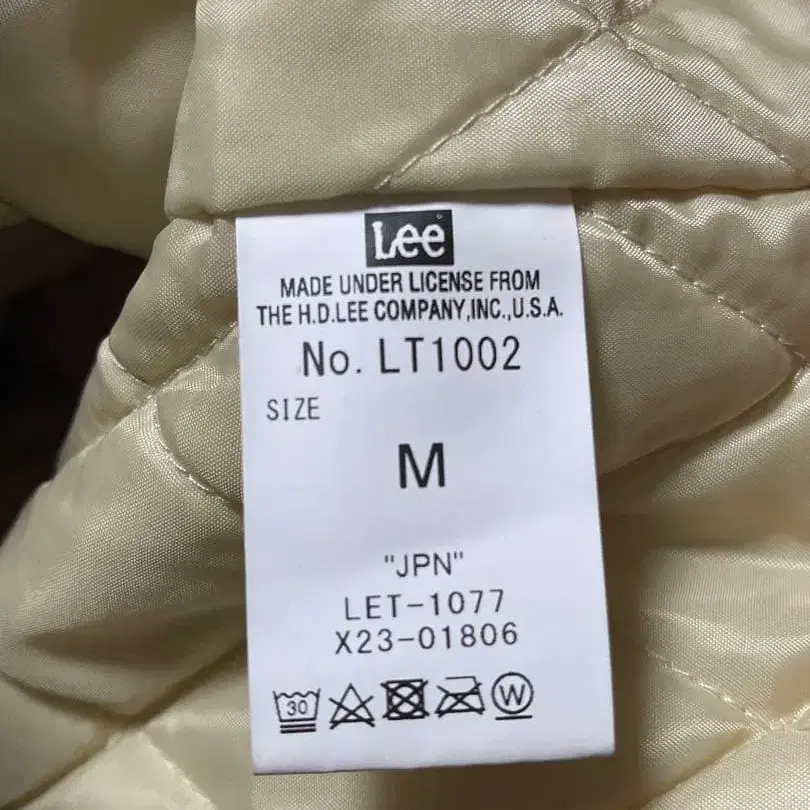 Lee
MADE UNDER LICENSE FROM
THE H.D.LEE COMPANY,INC.,U.S.A.
No. LT1002
SIZE
M
"JPN"
LET-1077
X23-01806
30 W